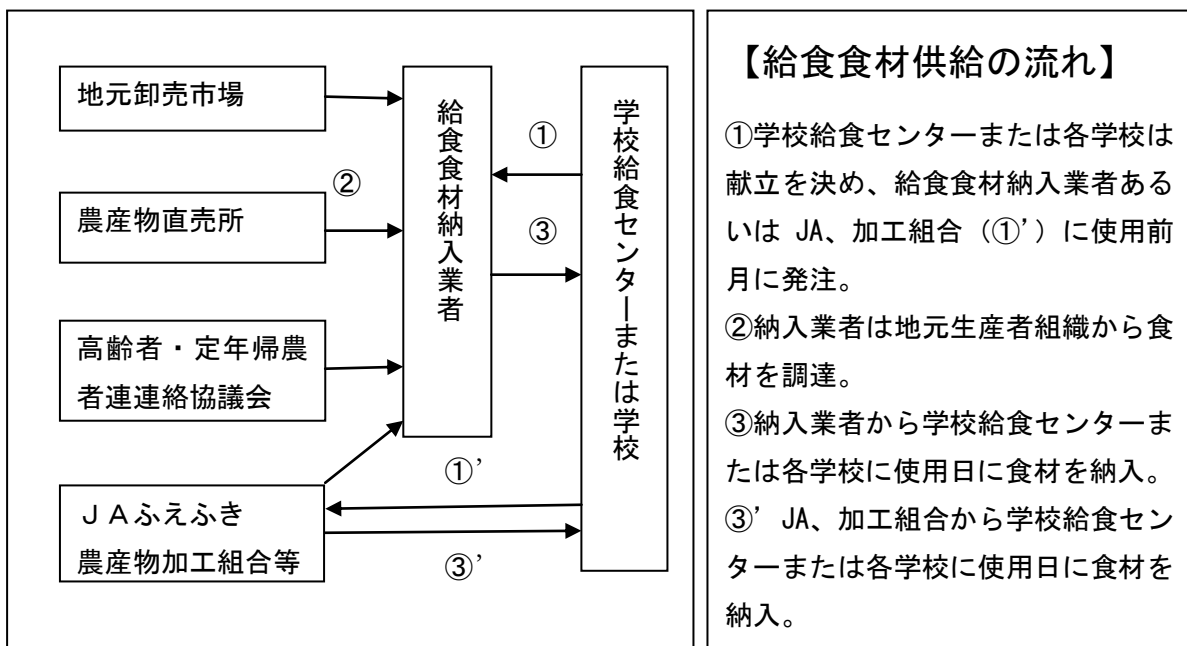 地元卸売市場
農産物直売所
高齢者・定年帰農
者連連絡協議会
ＪＡふえふき
農産物加工組合等
②
給食食材納入業者
①
③
①’
③’
学校給食センターまたは学校
【給食食材供給の流れ】
①学校給食センターまたは各学校は
献立を決め、給食食材納入業者ある
いは JA、加工組合（①’）に使用前
月に発注。
②納入業者は地元生産者組織から食
材を調達。
③納入業者から学校給食センターま
たは各学校に使用日に食材を納入。
③’ JA、加工組合から学校給食セン
ターまたは各学校に使用日に食材を
納入。